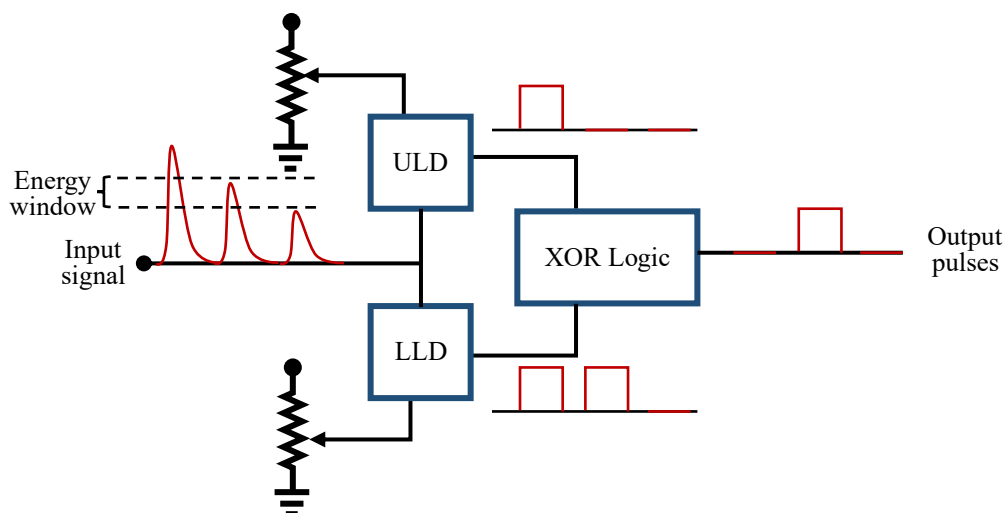 ULD
Energy
window
Input
signal
XOR Logic
Output
pulses
LLD